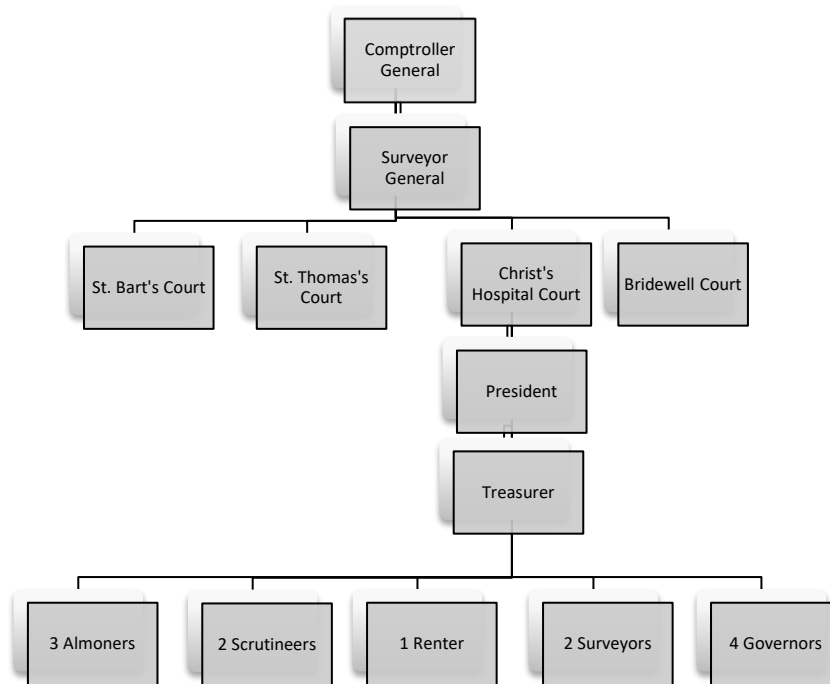 Comptroller
General
Surveyor
General
St. Bart's Court
St. Thomas's
Court
Christ's
Hospital Court
Bridewell Court
President
Treasurer
3 Almoners
2 Scrutineers
1 Renter
2 Surveyors
4 Governors